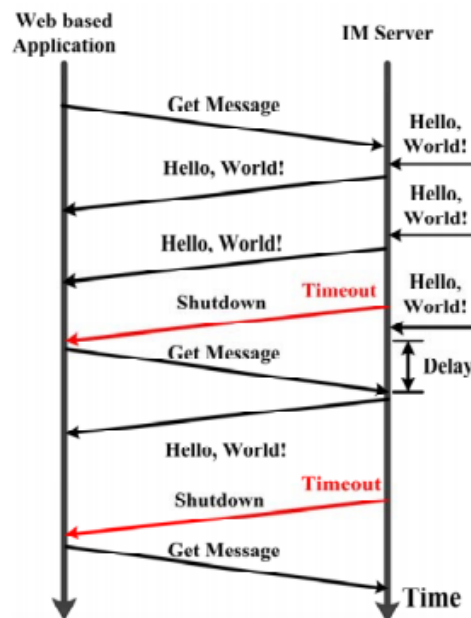 Web based
Application
IM Server
Get Message
Hello,
World!
Hello, World!
Hello,
World!
Hello, World!
Hello,
World!
Shutdown
Timeout
Get Message
Delay
Hello, World!
Shutdown
Timeout
Get Message
Time